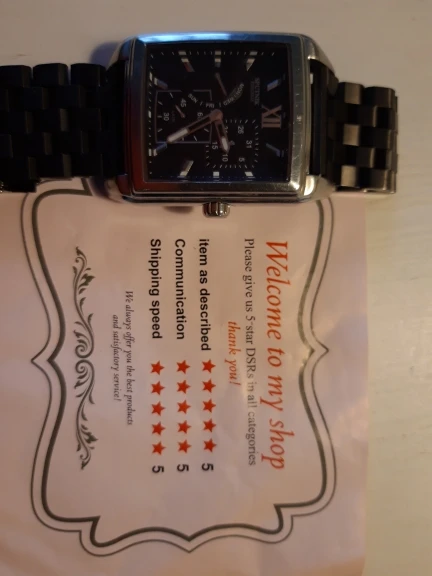 XII
Welcome to my shop
Please give us 5 star DSRs in all categories
thank you!
item as described ★★★★★ 5
Communication ★★★★★ 5
Shipping speed ★★★★★ 5
We always offer you the best products
and satisfactory service!